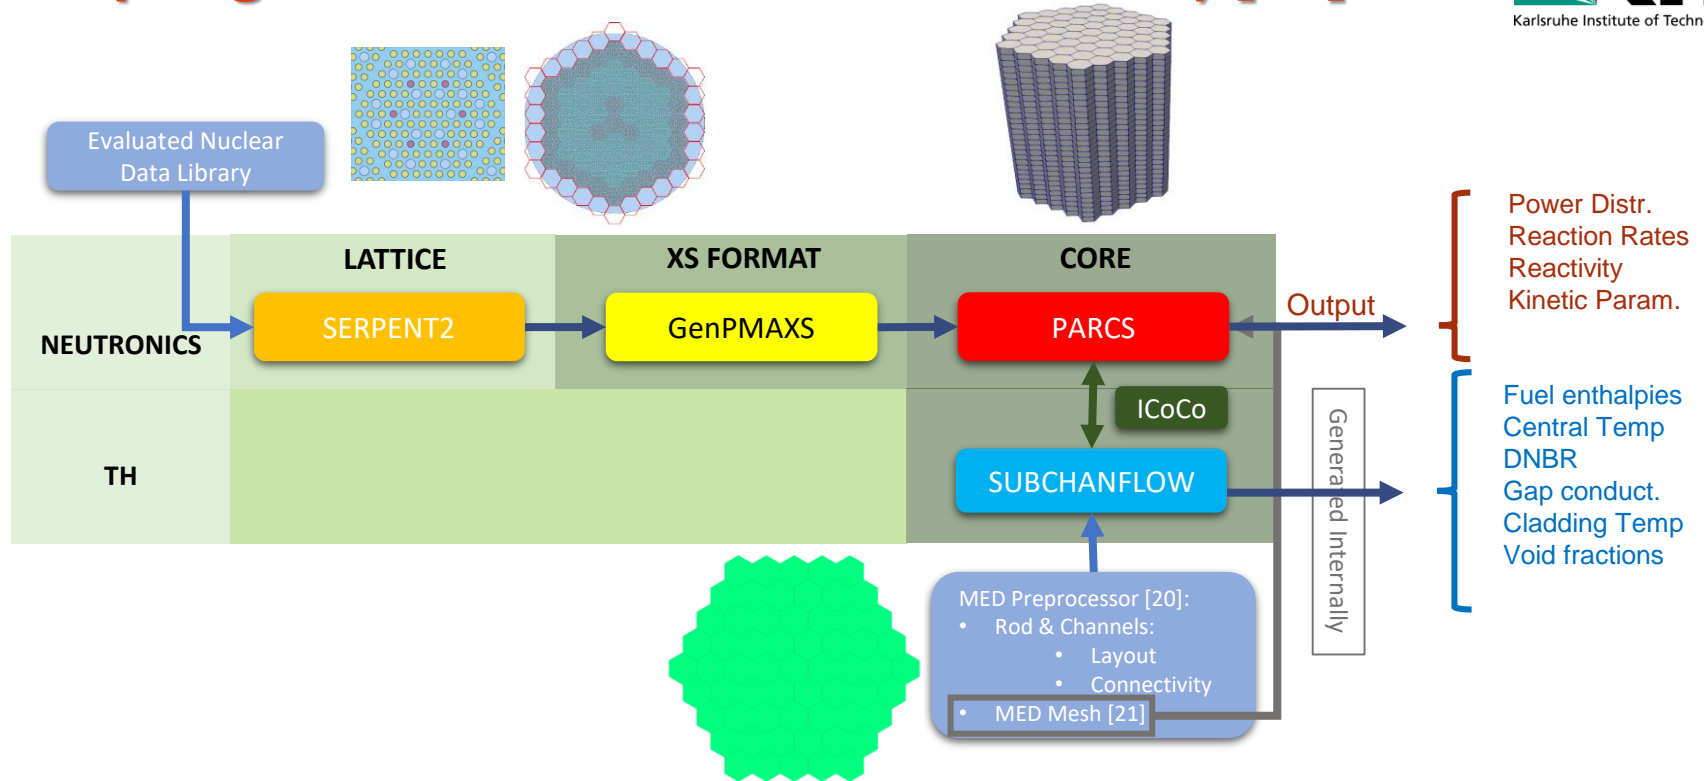 Karlsruhe Institute of
Evaluated Nuclear
Data Library
LATTICE
XS FORMAT
CORE
NEUTRONICS
SERPENT2
GenPMAXS
PARCS
Output
Power Distr.
Reaction Rates
Reactivity
Kinetic Param.
ICoCo
TH
SUBCHANFLOW
Generated Internally
Fuel enthalpies
Central Temp
DNBR
Gap conduct.
Cladding Temp
Void fractions
MED Preprocessor [20]:
• Rod & Channels:
• Layout
• Connectivity
• MED Mesh [21]